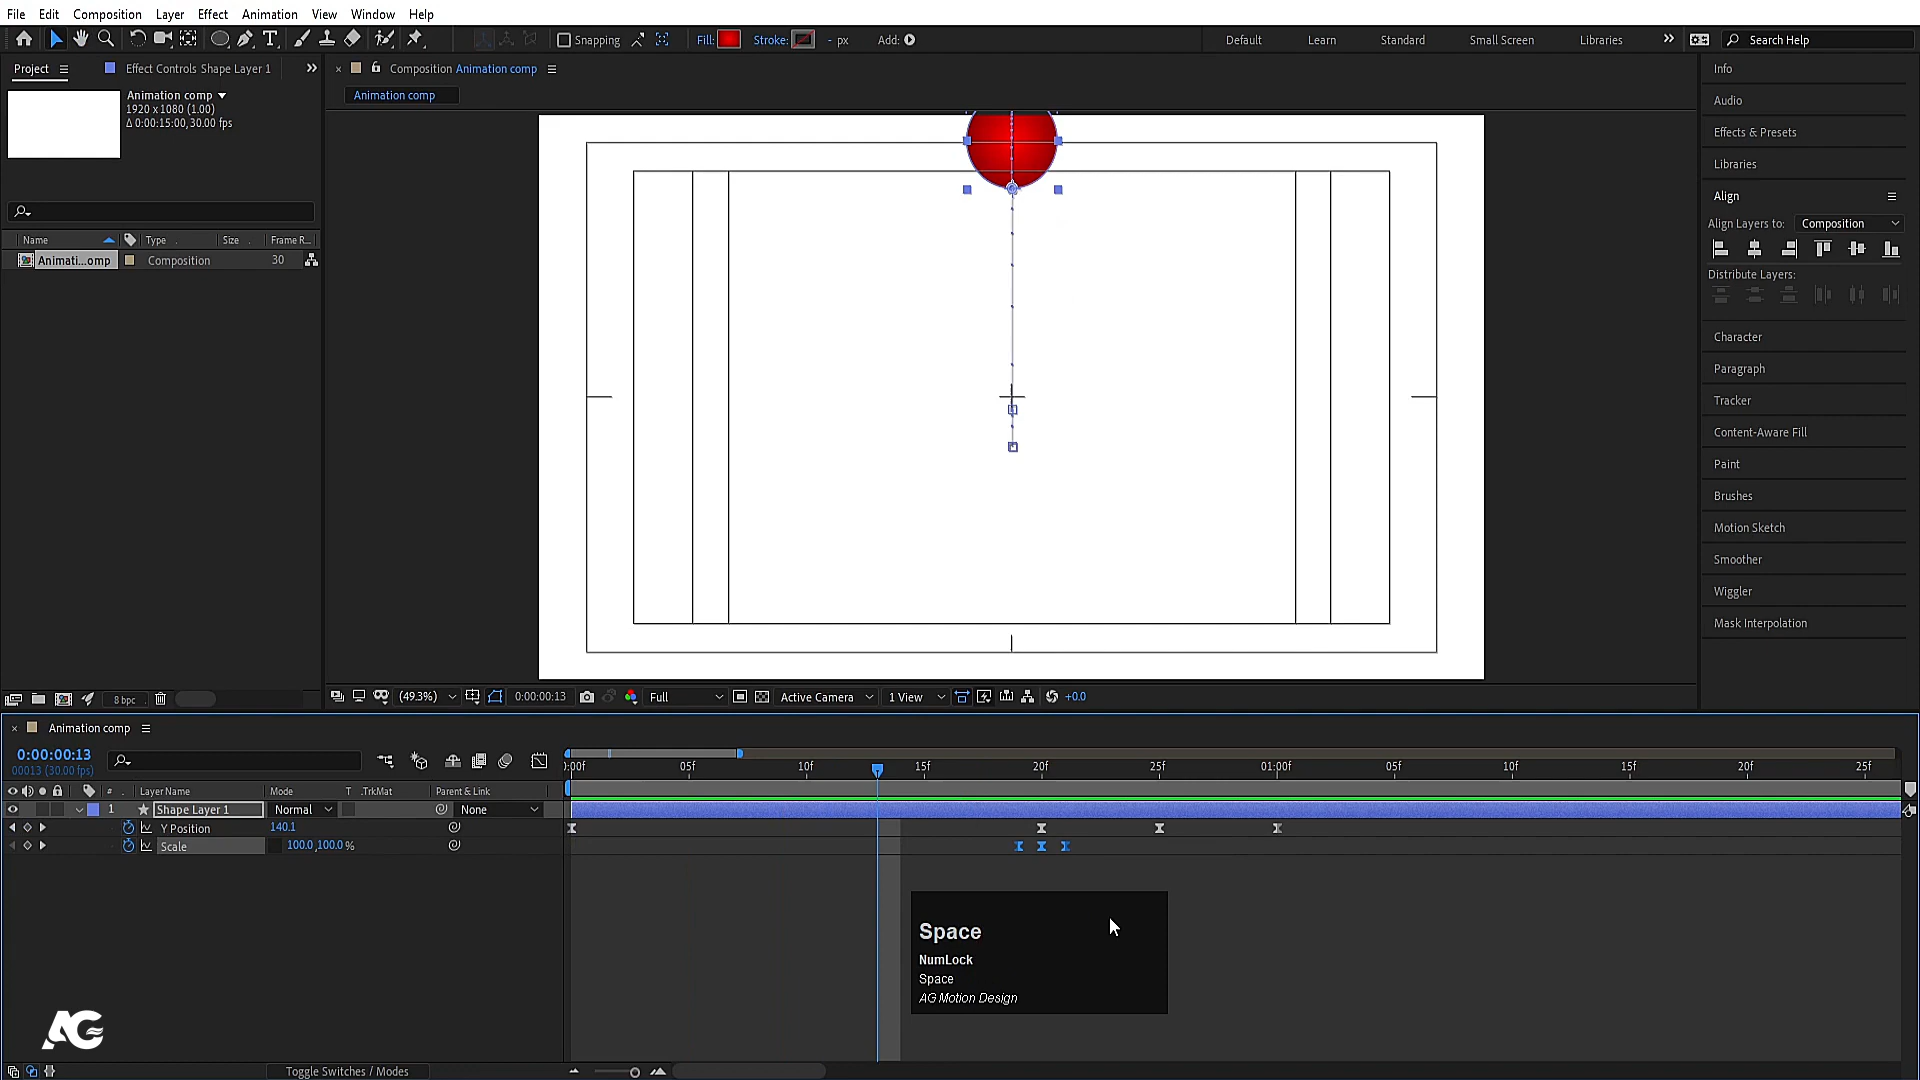 File Edit Composition Layer Effect Animation View Window Help
Snapping Fill: Stroke: - px Add: Default Learn Standard Small Screen Libraries Search Help
Project Effect Controls Shape Layer 1 Composition Animation comp
Animation comp
1920 x 1080 (1.00)
Δ 0:00:15:00, 30.00 fps
Animation comp
Name Type Size Frame R...
Animati...omp Composition 30
8 bpc
(49.3%) 0:00:00:13 Full Active Camera 1 View +0.0
Info
Audio
Effects & Presets
Libraries
Align
Align Layers to: Composition
Distribute Layers:
Character
Paragraph
Tracker
Content-Aware Fill
Paint
Brushes
Motion Sketch
Smoother
Wiggler
Mask Interpolation
Animation comp
0:00:00:13
00013 (30.00 fps)
):00f 05f 10f 15f 20f 25f 01:00f 05f 10f 15f 20f 25f
# Layer Name Mode T .TrkMat Parent & Link
1 Shape Layer 1 Normal None
Y Position 140.1
Scale 100.0,100.0%
Space
NumLock
Space
AG Motion Design
AG
Toggle Switches / Modes